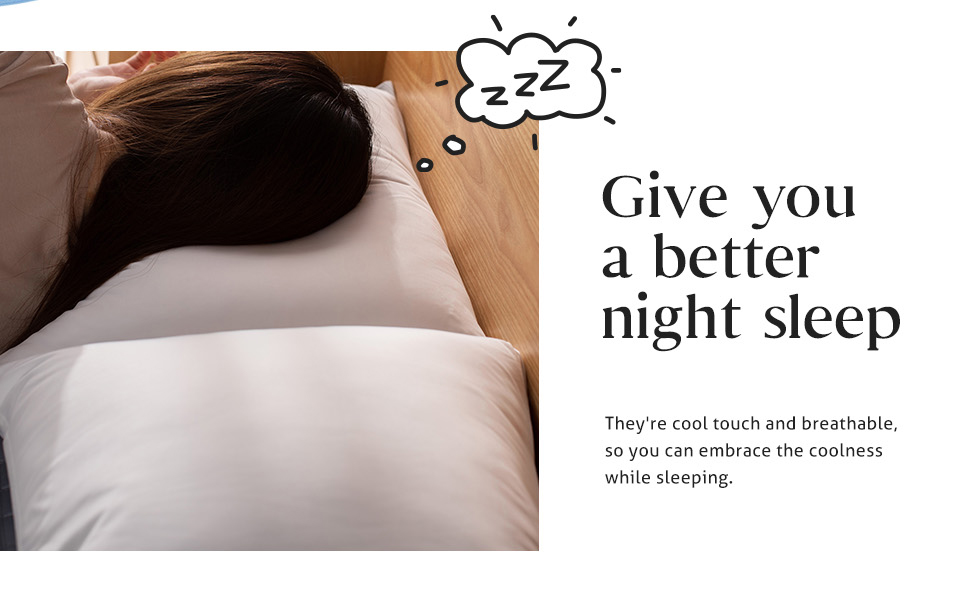 zzZ
Give you
a better
night sleep
They're cool touch and breathable,
so you can embrace the coolness
while sleeping.